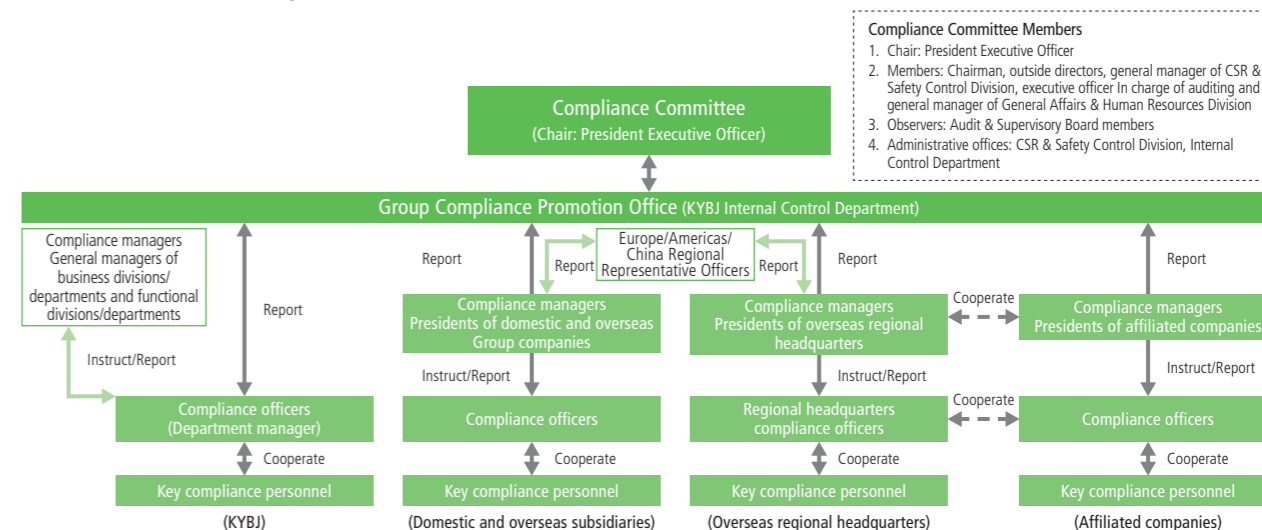 Compliance Committee Members
1. Chair: President Executive Officer
2. Members: Chairman, outside directors, general manager of CSR &
Safety Control Division, executive officer In charge of auditing and
general manager of General Affairs & Human Resources Division
3. Observers: Audit & Supervisory Board members
4. Administrative offices: CSR & Safety Control Division, Internal
Control Department
Compliance Committee
(Chair: President Executive Officer)
Group Compliance Promotion Office (KYBJ Internal Control Department)
Compliance managers
General managers of
business divisions/
departments and functional
divisions/departments
Instruct/Report
Report
Compliance officers
(Department manager)
Cooperate
Key compliance personnel
(KYBJ)
Report
Report
Europe/Americas/
China Regional
Representative Officers
Report
Report
Compliance managers
Presidents of domestic and overseas
Group companies
Instruct/Report
Compliance officers
Cooperate
Key compliance personnel
(Domestic and overseas subsidiaries)
Compliance managers
Presidents of overseas regional
headquarters
Instruct/Report
Regional headquarters
compliance officers
Cooperate
Key compliance personnel
(Overseas regional headquarters)
Cooperate
Cooperate
Report
Compliance managers
Presidents of affiliated companies
Instruct/Report
Compliance officers
Cooperate
Key compliance personnel
(Affiliated companies)